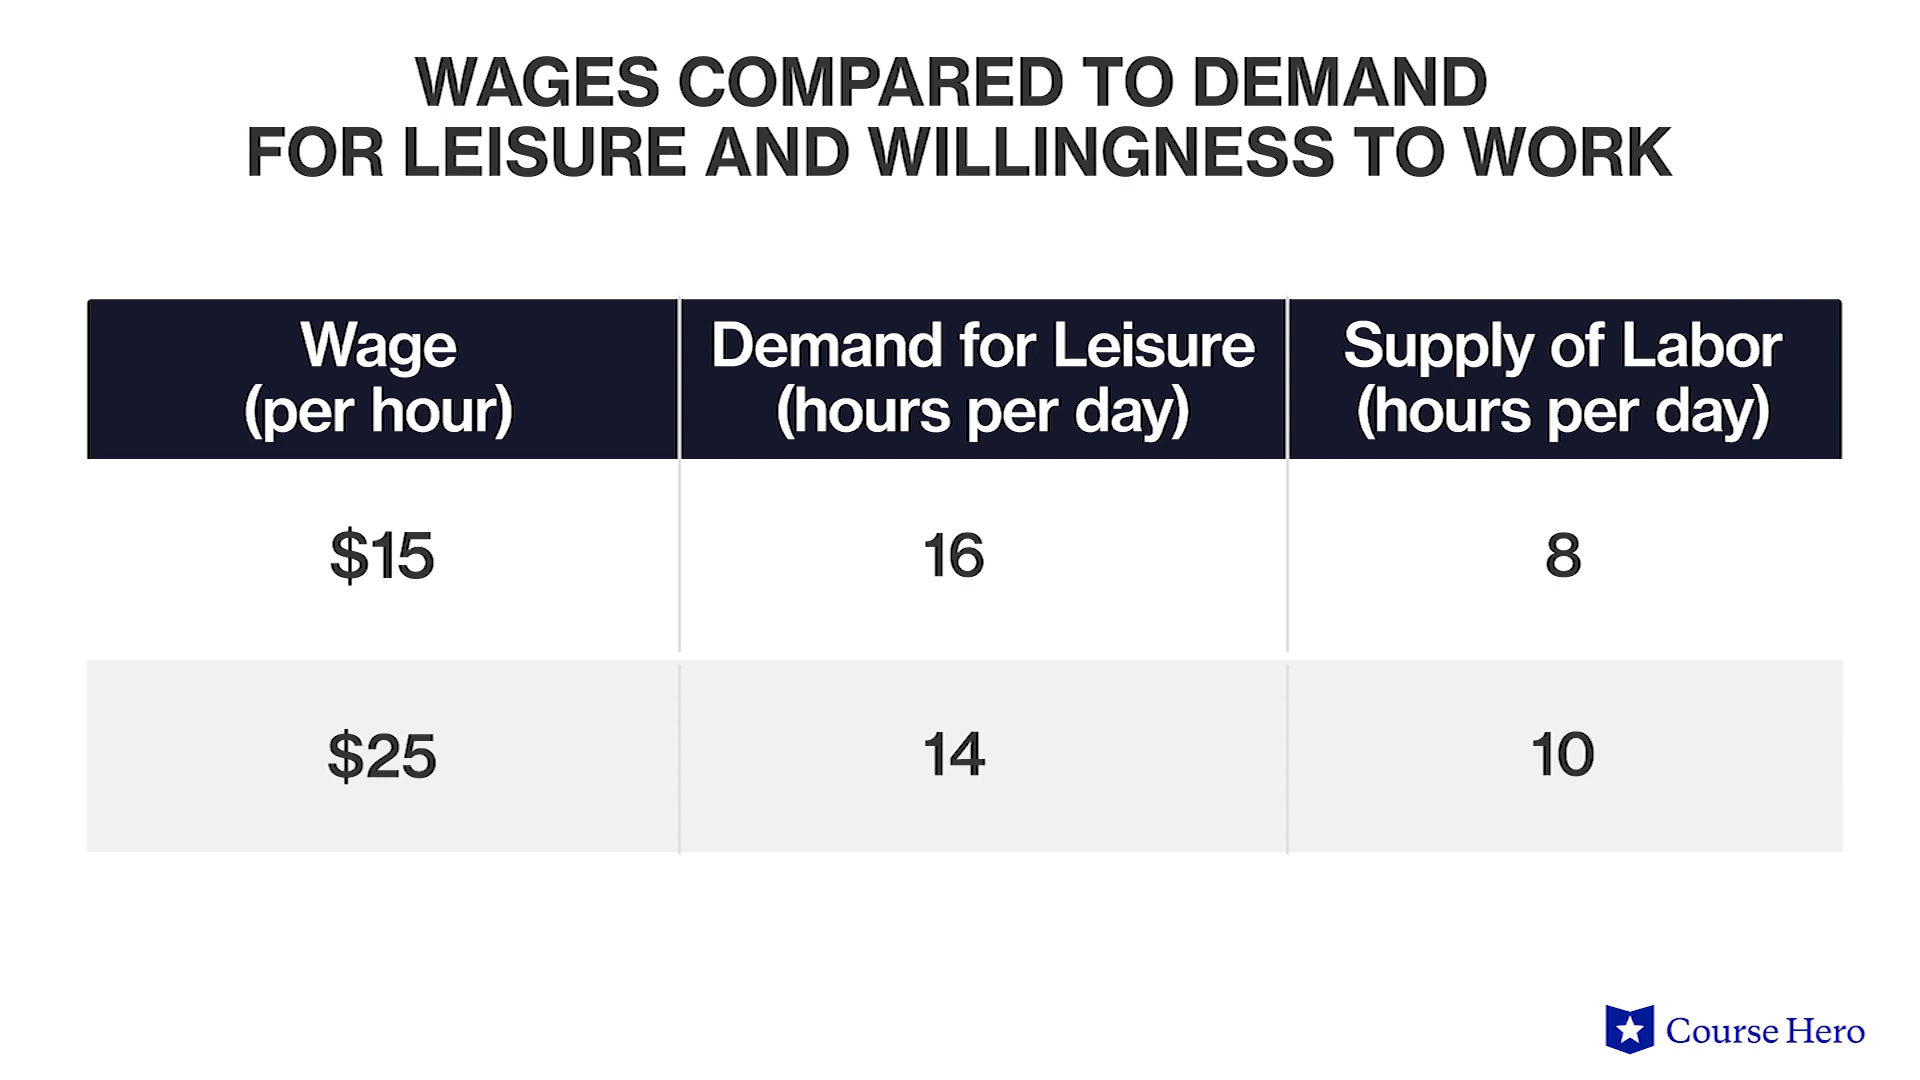 WAGES COMPARED TO DEMAND
FOR LEISURE AND WILLINGNESS TO WORK
Wage
(per hour)
Demand for Leisure
(hours per day)
Supply of Labor
(hours per day)
$15
16
8
$25
14
10
Course Hero